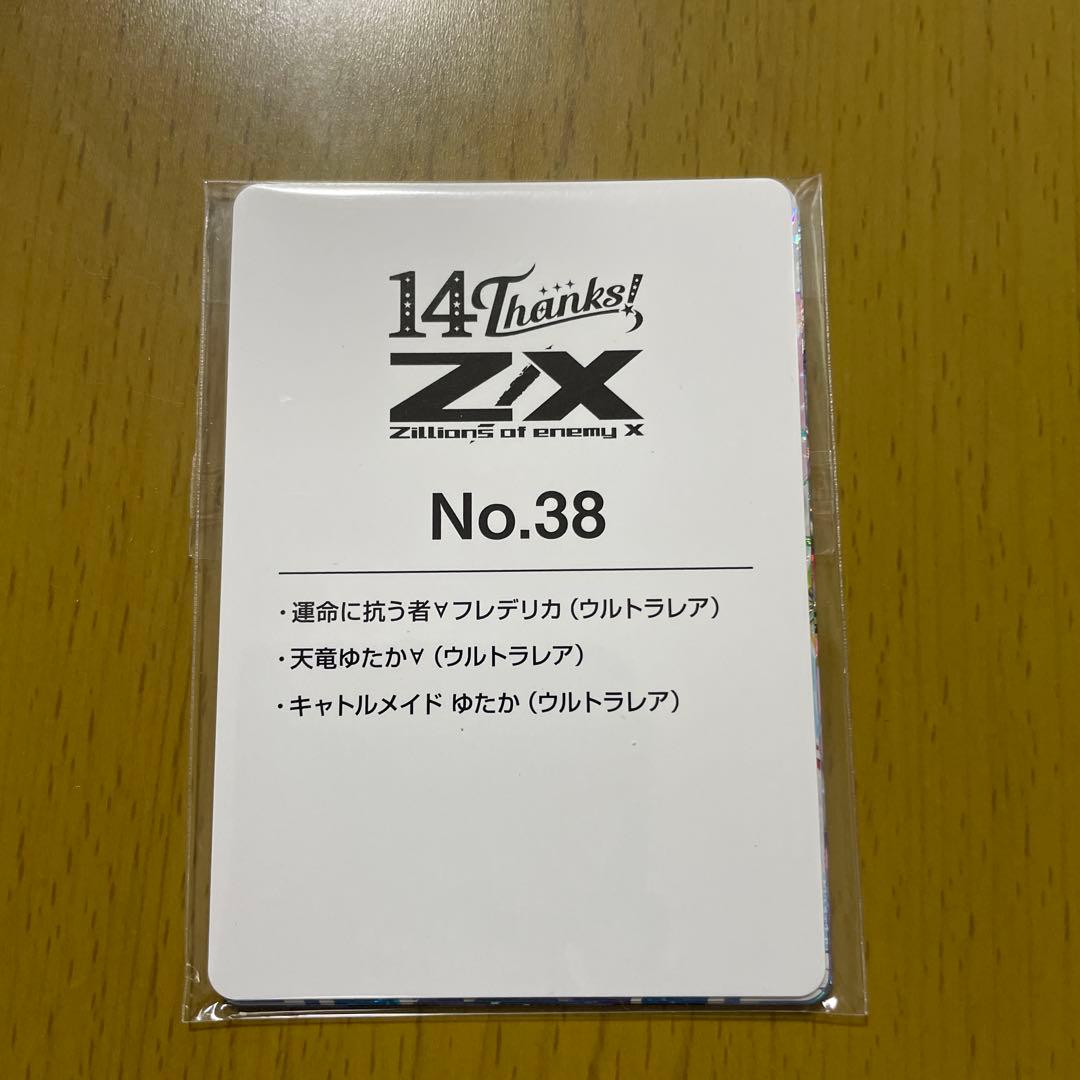 14 Thanks!
Z/X
Zillions of enemy X
No.38
・運命に抗う者∀フレデリカ（ウルトラレア）
・天竜ゆたか∀（ウルトラレア）
・キャトルメイド ゆたか（ウルトラレア）